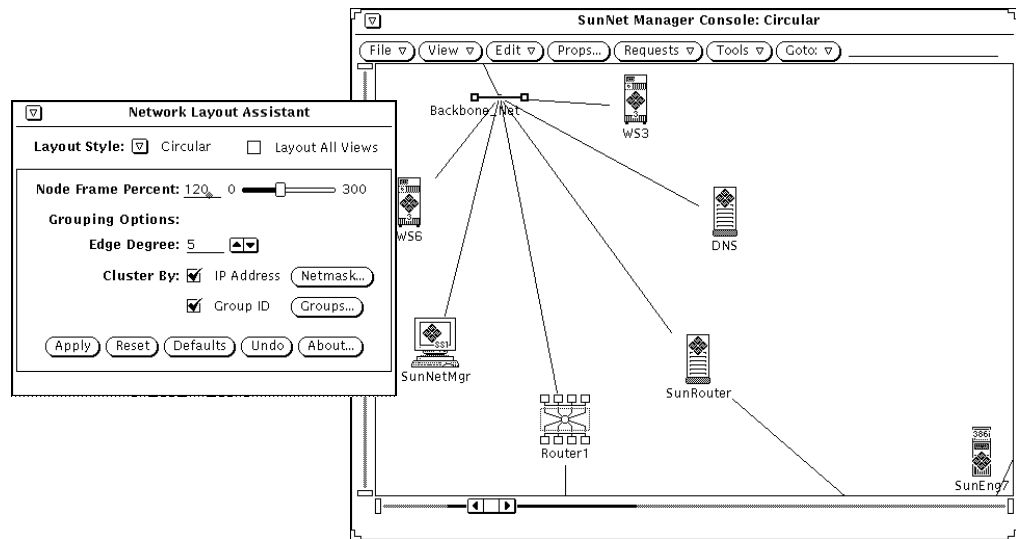 SunNet Manager Console: Circular
File View Edit Props... Requests Tools Goto:
Backbone_Net
WS3
WS6
DNS
SS1
SunNetMgr
SunRouter
Router1
386i
SunEng7
Network Layout Assistant
Layout Style: Circular Layout All Views
Node Frame Percent: 120 0 300
Grouping Options:
Edge Degree: 5
Cluster By: IP Address Netmask...
Group ID Groups...
Apply Reset Defaults Undo About...